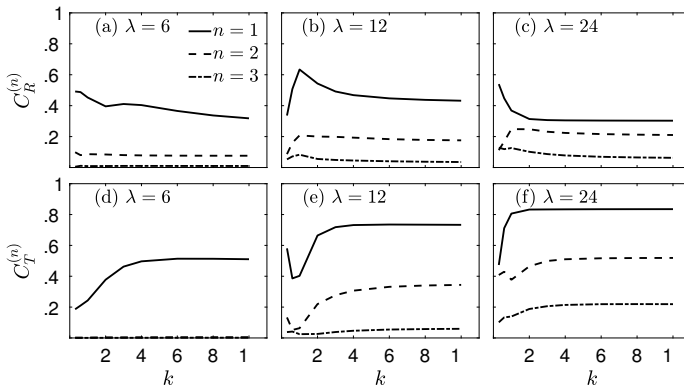 1
(a) λ = 6
n = 1
(b) λ = 12
(c) λ = 24
.8
n = 2
.6
n = 3
C_R^{(n)}
.4
.2
1
(d) λ = 6
(e) λ = 12
(f) λ = 24
.8
.6
C_T^{(n)}
.4
.2
2 4 6 8 1 2 4 6 8 1 2 4 6 8 1
k k k